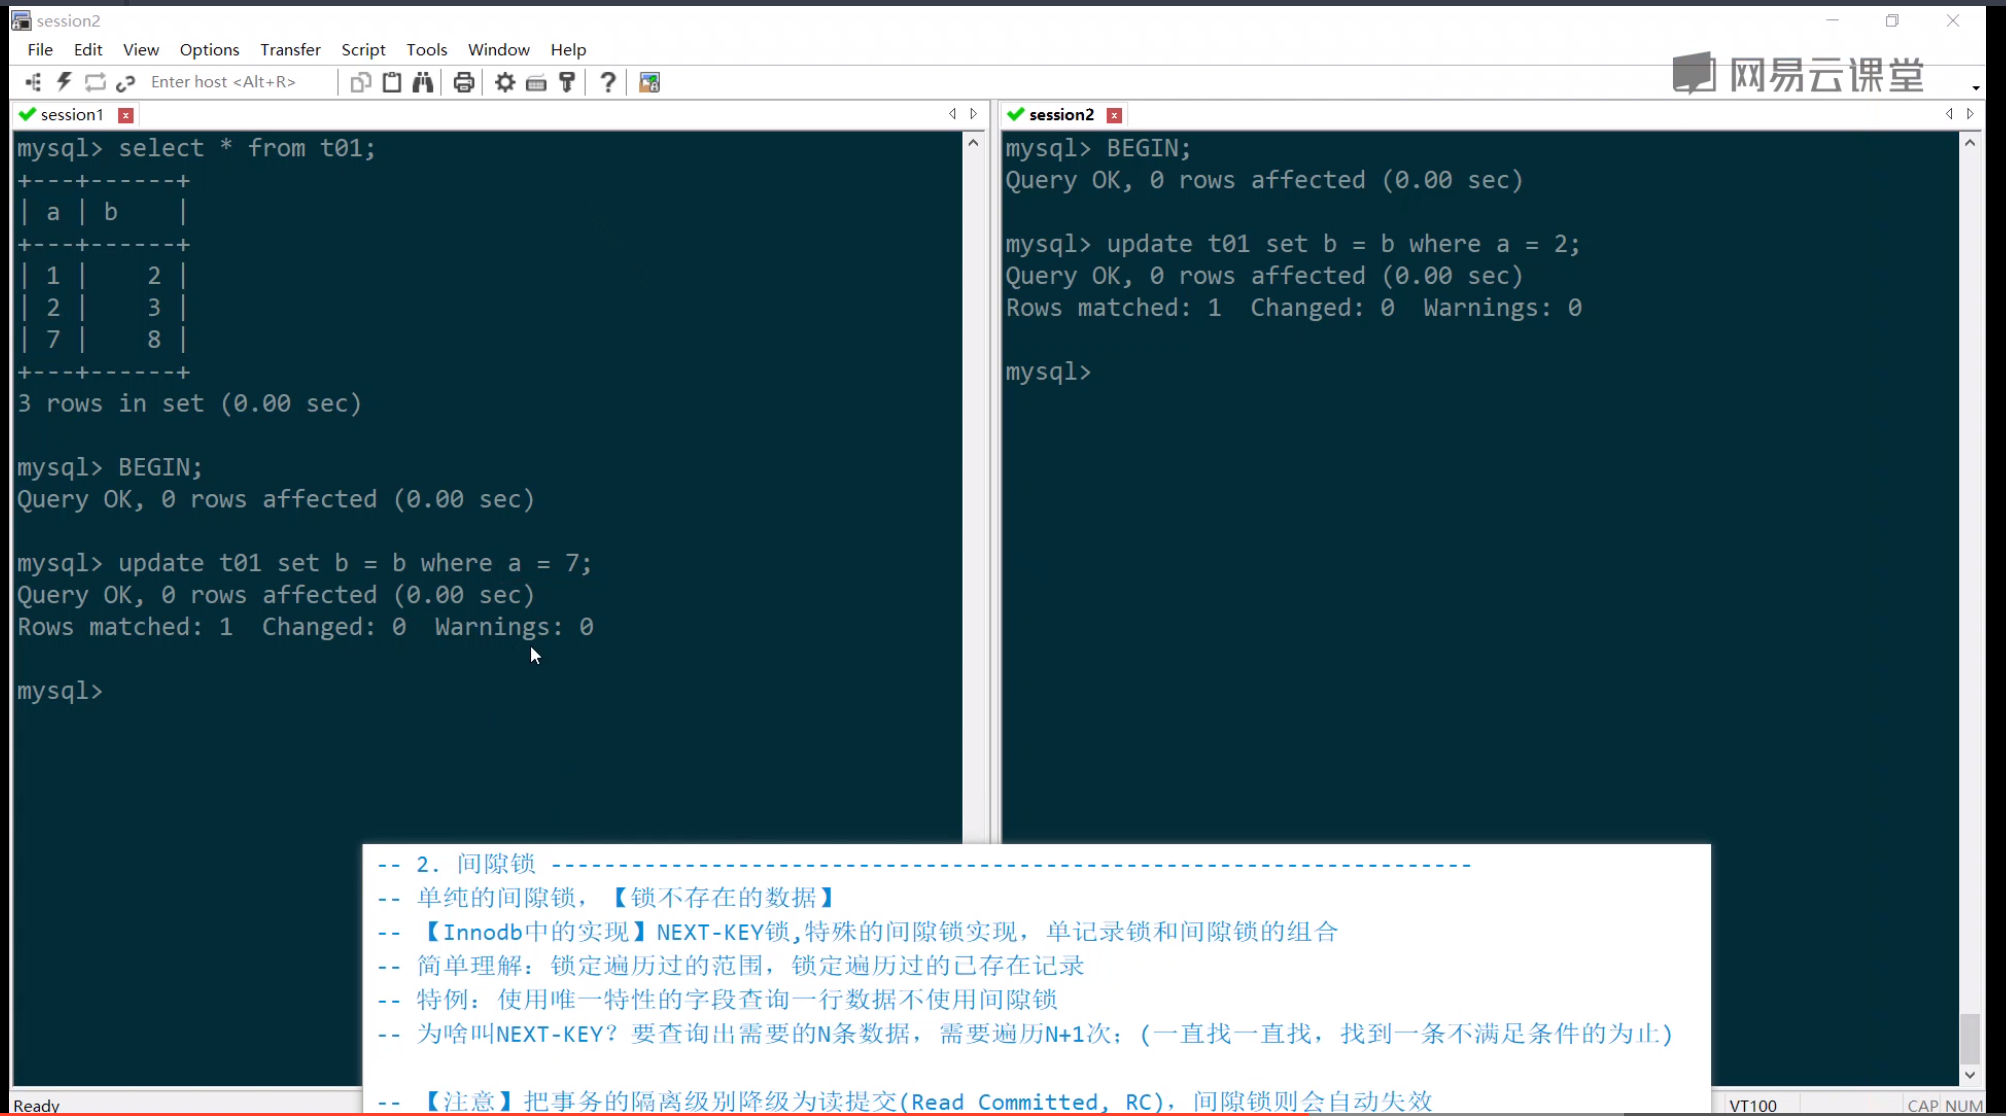 session2
File Edit View Options Transfer Script Tools Window Help
Enter host <Alt+R>
网易云课堂
session1
mysql> select * from t01;
+---+------+
| a | b    |
+---+------+
| 1 |    2 |
| 2 |    3 |
| 7 |    8 |
+---+------+
3 rows in set (0.00 sec)
mysql> BEGIN;
Query OK, 0 rows affected (0.00 sec)
mysql> update t01 set b = b where a = 7;
Query OK, 0 rows affected (0.00 sec)
Rows matched: 1  Changed: 0  Warnings: 0
mysql>
session2
mysql> BEGIN;
Query OK, 0 rows affected (0.00 sec)
mysql> update t01 set b = b where a = 2;
Query OK, 0 rows affected (0.00 sec)
Rows matched: 1  Changed: 0  Warnings: 0
mysql>
-- 2. 间隙锁 ---------------------------------------------------------------------
-- 单纯的间隙锁，【锁不存在的数据】
-- 【Innodb中的实现】NEXT-KEY锁,特殊的间隙锁实现，单记录锁和间隙锁的组合
-- 简单理解：锁定遍历过的范围，锁定遍历过的已存在记录
-- 特例：使用唯一特性的字段查询一行数据不使用间隙锁
-- 为啥叫NEXT-KEY？要查询出需要的N条数据，需要遍历N+1次；(一直找一直找，找到一条不满足条件的为止)
-- 【注意】把事务的隔离级别降级为读提交(Read Committed, RC)，间隙锁则会自动失效
Ready
VT100
CAP NUM